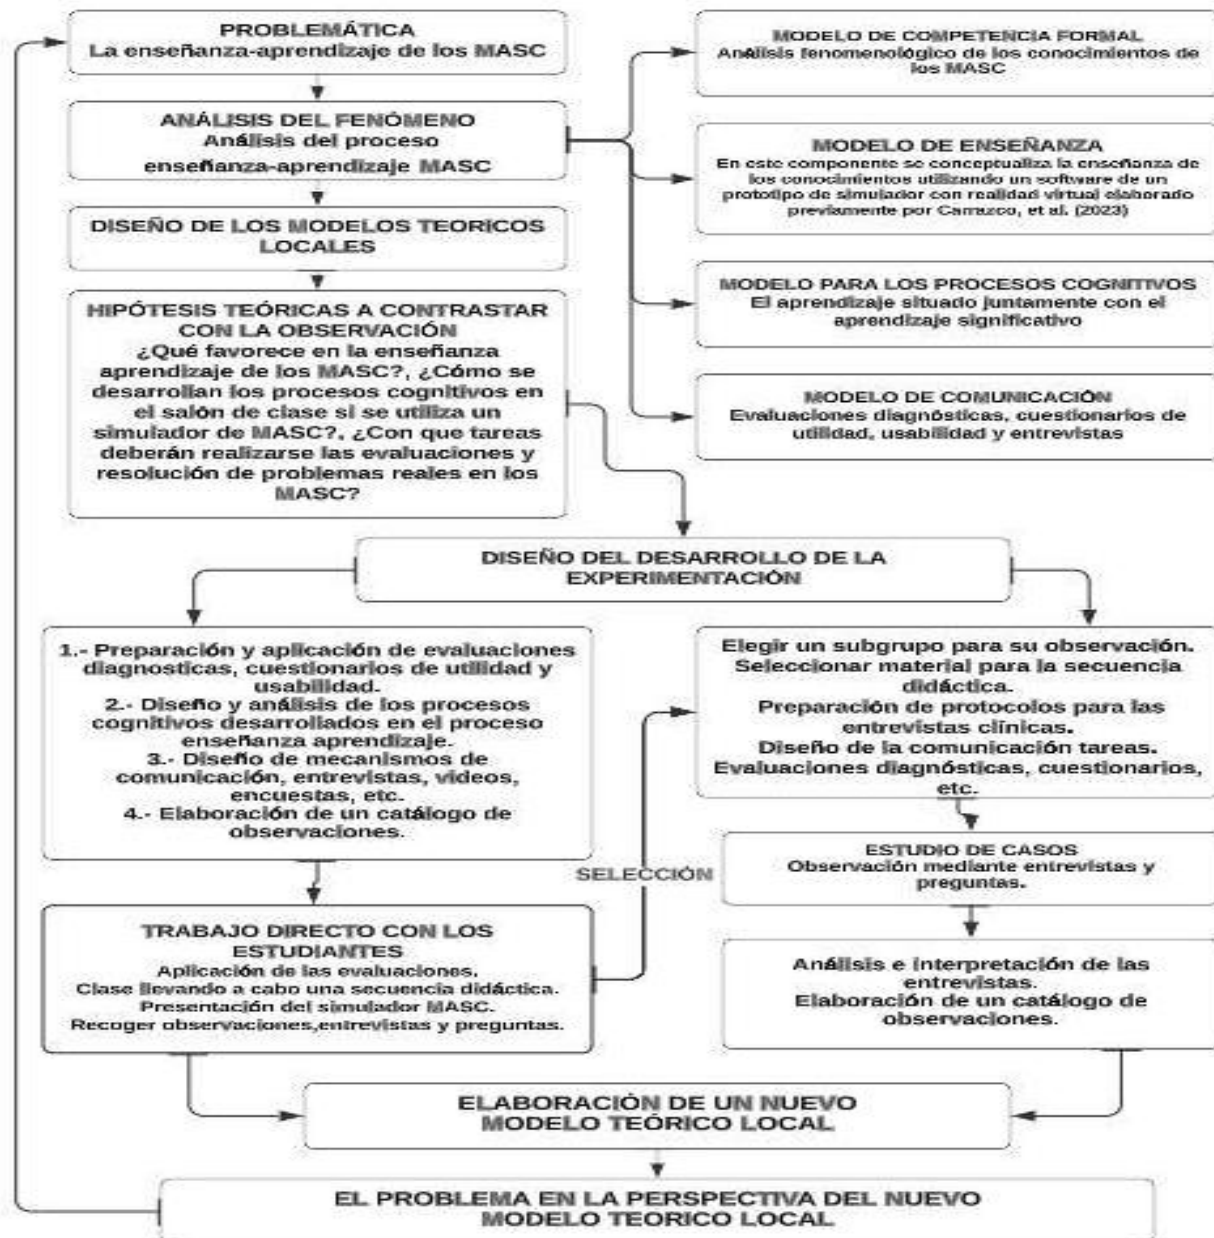 PROBLEMÁTICA
La enseñanza-aprendizaje de los MASC
ANÁLISIS DEL FENÓMENO
Análisis del proceso
enseñanza-aprendizaje MASC
DISEÑO DE LOS MODELOS TEORICOS
LOCALES
HIPÓTESIS TEÓRICAS A CONTRASTAR
CON LA OBSERVACIÓN
¿Qué favorece en la enseñanza
aprendizaje de los MASC?, ¿Cómo se
desarrollan los procesos cognitivos en
el salón de clase si se utiliza un
simulador de MASC?, ¿Con que tareas
deberán realizarse las evaluaciones y
resolución de problemas reales en los
MASC?
MODELO DE COMPETENCIA FORMAL
Análisis fenomenológico de los conocimientos de
los MASC
MODELO DE ENSEÑANZA
En este componente se conceptualiza la enseñanza de
los conocimientos utilizando un software de un
prototipo de simulador con realidad virtual elaborado
previamente por Carrazco, et al. (2023)
MODELO PARA LOS PROCESOS COGNITIVOS
El aprendizaje situado juntamente con el
aprendizaje significativo
MODELO DE COMUNICACIÓN
Evaluaciones diagnósticas, cuestionarios de
utilidad, usabilidad y entrevistas
DISEÑO DEL DESARROLLO DE LA
EXPERIMENTACIÓN
1.- Preparación y aplicación de evaluaciones
diagnosticas, cuestionarios de utilidad y
usabilidad.
2.- Diseño y análisis de los procesos
cognitivos desarrollados en el proceso
enseñanza aprendizaje.
3.- Diseño de mecanismos de
comunicación, entrevistas, videos,
encuestas, etc.
4.- Elaboración de un catálogo de
observaciones.
TRABAJO DIRECTO CON LOS
ESTUDIANTES
Aplicación de las evaluaciones.
Clase llevando a cabo una secuencia didáctica.
Presentación del simulador MASC.
Recoger observaciones,entrevistas y preguntas.
SELECCIÓN
Elegir un subgrupo para su observación.
Seleccionar material para la secuencia
didáctica.
Preparación de protocolos para las
entrevistas clínicas.
Diseño de la comunicación tareas.
Evaluaciones diagnósticas, cuestionarios,
etc.
ESTUDIO DE CASOS
Observación mediante entrevistas y
preguntas.
Análisis e interpretación de las
entrevistas.
Elaboración de un catálogo de
observaciones.
ELABORACIÓN DE UN NUEVO
MODELO TEÓRICO LOCAL
EL PROBLEMA EN LA PERSPECTIVA DEL NUEVO
MODELO TEORICO LOCAL